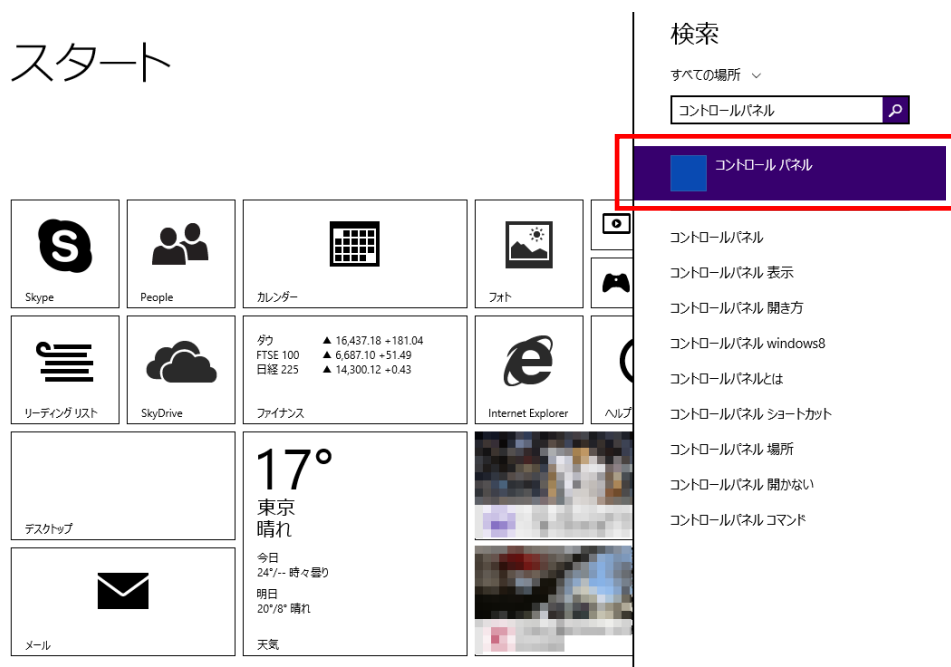 スタート
Skype
People
カレンダー
フォト
リーディング リスト
SkyDrive
ダウ ▲ 16,437.18 +181.04
FTSE 100 ▲ 6,687.10 +51.49
日経 225 ▲ 14,300.12 +0.43
ファイナンス
Internet Explorer
ヘルプ
デスクトップ
17°
東京
晴れ
今日
24°/-- 時々曇り
明日
20°/8° 晴れ
天気
メール
検索
すべての場所
コントロールパネル
コントロール パネル
コントロールパネル
コントロールパネル 表示
コントロールパネル 開き方
コントロールパネル windows8
コントロールパネルとは
コントロールパネル ショートカット
コントロールパネル 場所
コントロールパネル 開かない
コントロールパネル コマンド